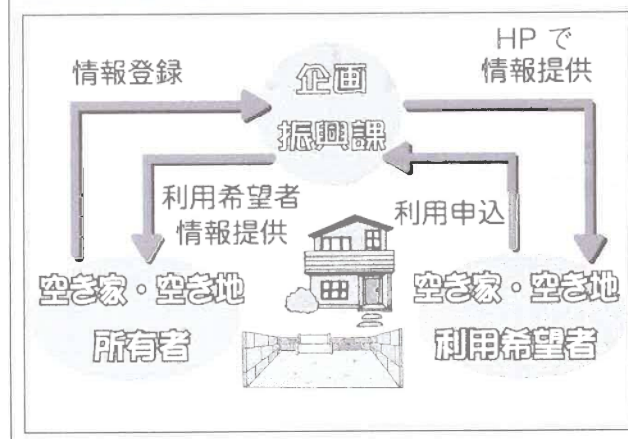 情報登録
企画
振興課
HP で
情報提供
利用希望者
情報提供
利用申込
空き家・空き地
所有者
空き家・空き地
利用希望者